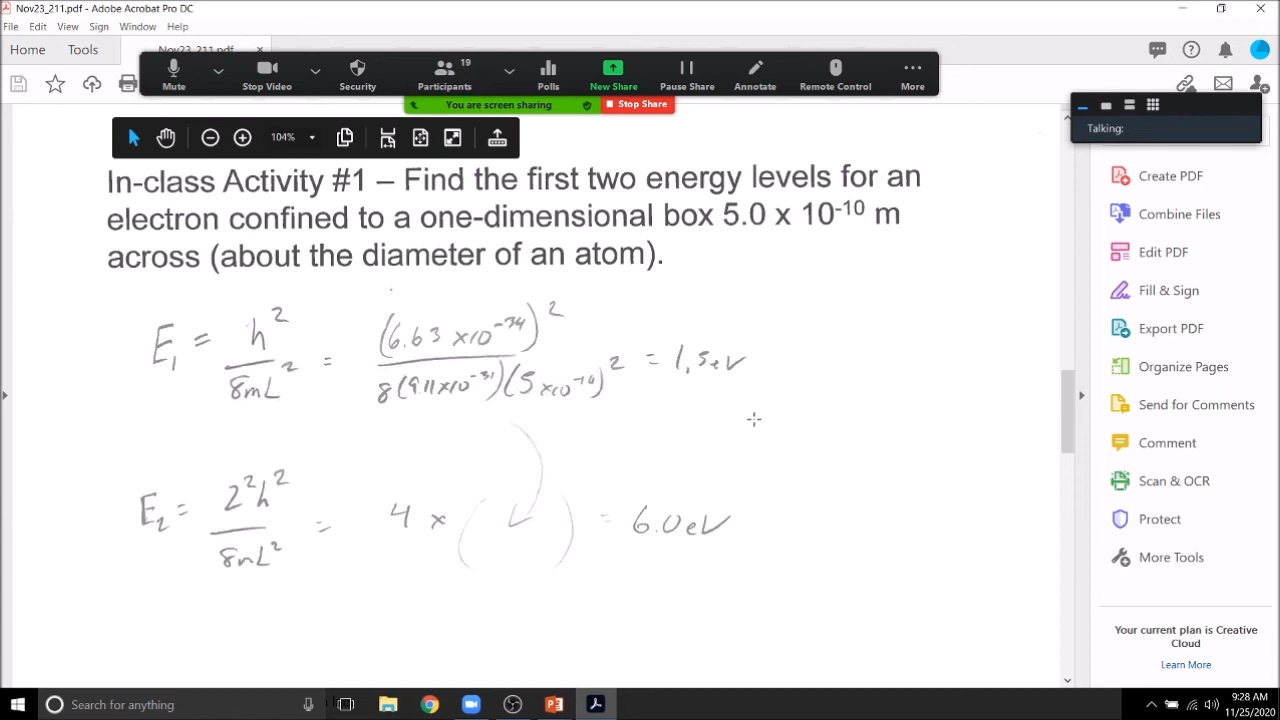 Nov23_211.pdf - Adobe Acrobat Pro DC
File Edit View Sign Window Help
Home Tools Nov23_211.pdf ×
Mute Stop Video Security Participants 19 Polls New Share Pause Share Annotate Remote Control More
You are screen sharing Stop Share
Talking:
104%
In-class Activity #1 – Find the first two energy levels for an
electron confined to a one-dimensional box 5.0 x 10⁻¹⁰ m
across (about the diameter of an atom).
E₁ = h² / 8mL² = (6.63 x10⁻³⁴)² / 8(9.11x10⁻³¹)(5x10⁻¹⁰)² = 1.5eV
E₂ = 2²h² / 8mL² = 4 x ( ) = 6.0eV
Create PDF
Combine Files
Edit PDF
Fill & Sign
Export PDF
Organize Pages
Send for Comments
Comment
Scan & OCR
Protect
More Tools
Your current plan is Creative
Cloud
Learn More
Search for anything
9:28 AM
11/25/2020